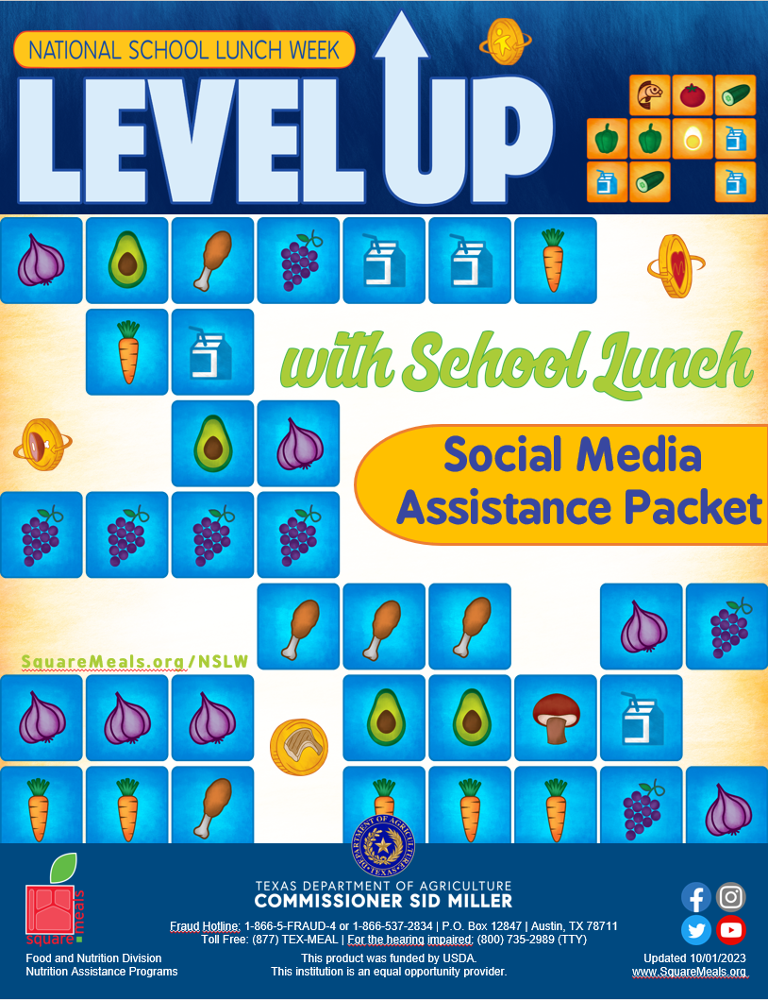 NATIONAL SCHOOL LUNCH WEEK
LEVEL UP
with School Lunch
Social Media
Assistance Packet
SquareMeals.org/NSLW
DEPARTMENT OF AGRICULTURE
TEXAS
TEXAS DEPARTMENT OF AGRICULTURE
COMMISSIONER SID MILLER
square meals
Fraud Hotline: 1-866-5-FRAUD-4 or 1-866-537-2834 | P.O. Box 12847 | Austin, TX 78711
Toll Free: (877) TEX-MEAL | For the hearing impaired: (800) 735-2989 (TTY)
Food and Nutrition Division
Nutrition Assistance Programs
This product was funded by USDA.
This institution is an equal opportunity provider.
Updated 10/01/2023
www.SquareMeals.org